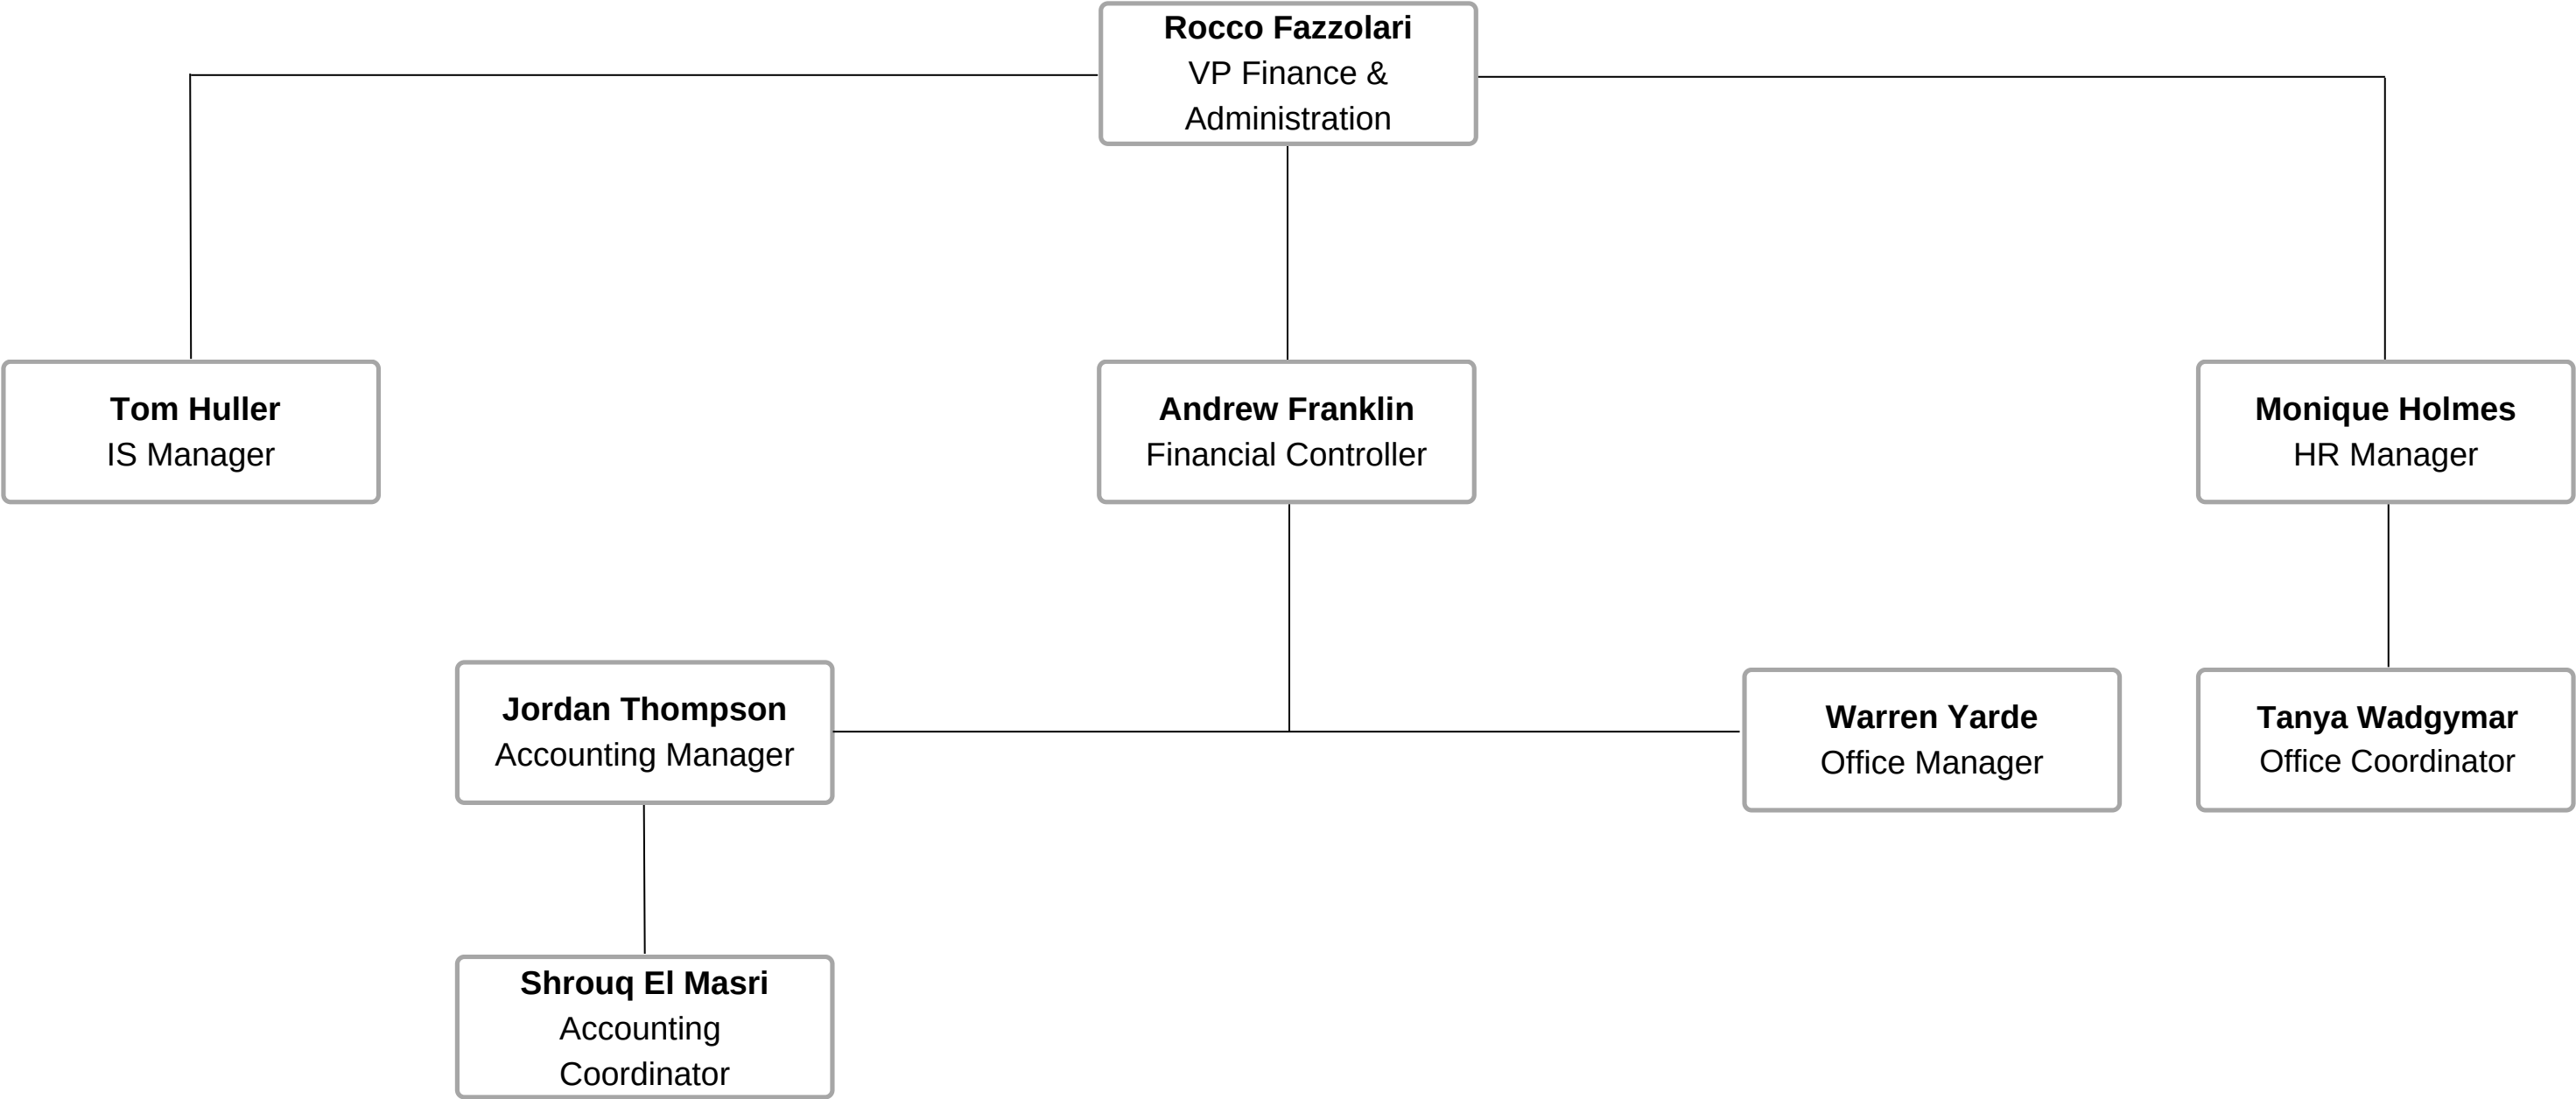 Rocco Fazzolari
VP Finance &
Administration
Tom Huller
IS Manager
Andrew Franklin
Financial Controller
Monique Holmes
HR Manager
Jordan Thompson
Accounting Manager
Warren Yarde
Office Manager
Tanya Wadgymar
Office Coordinator
Shrouq El Masri
Accounting
Coordinator